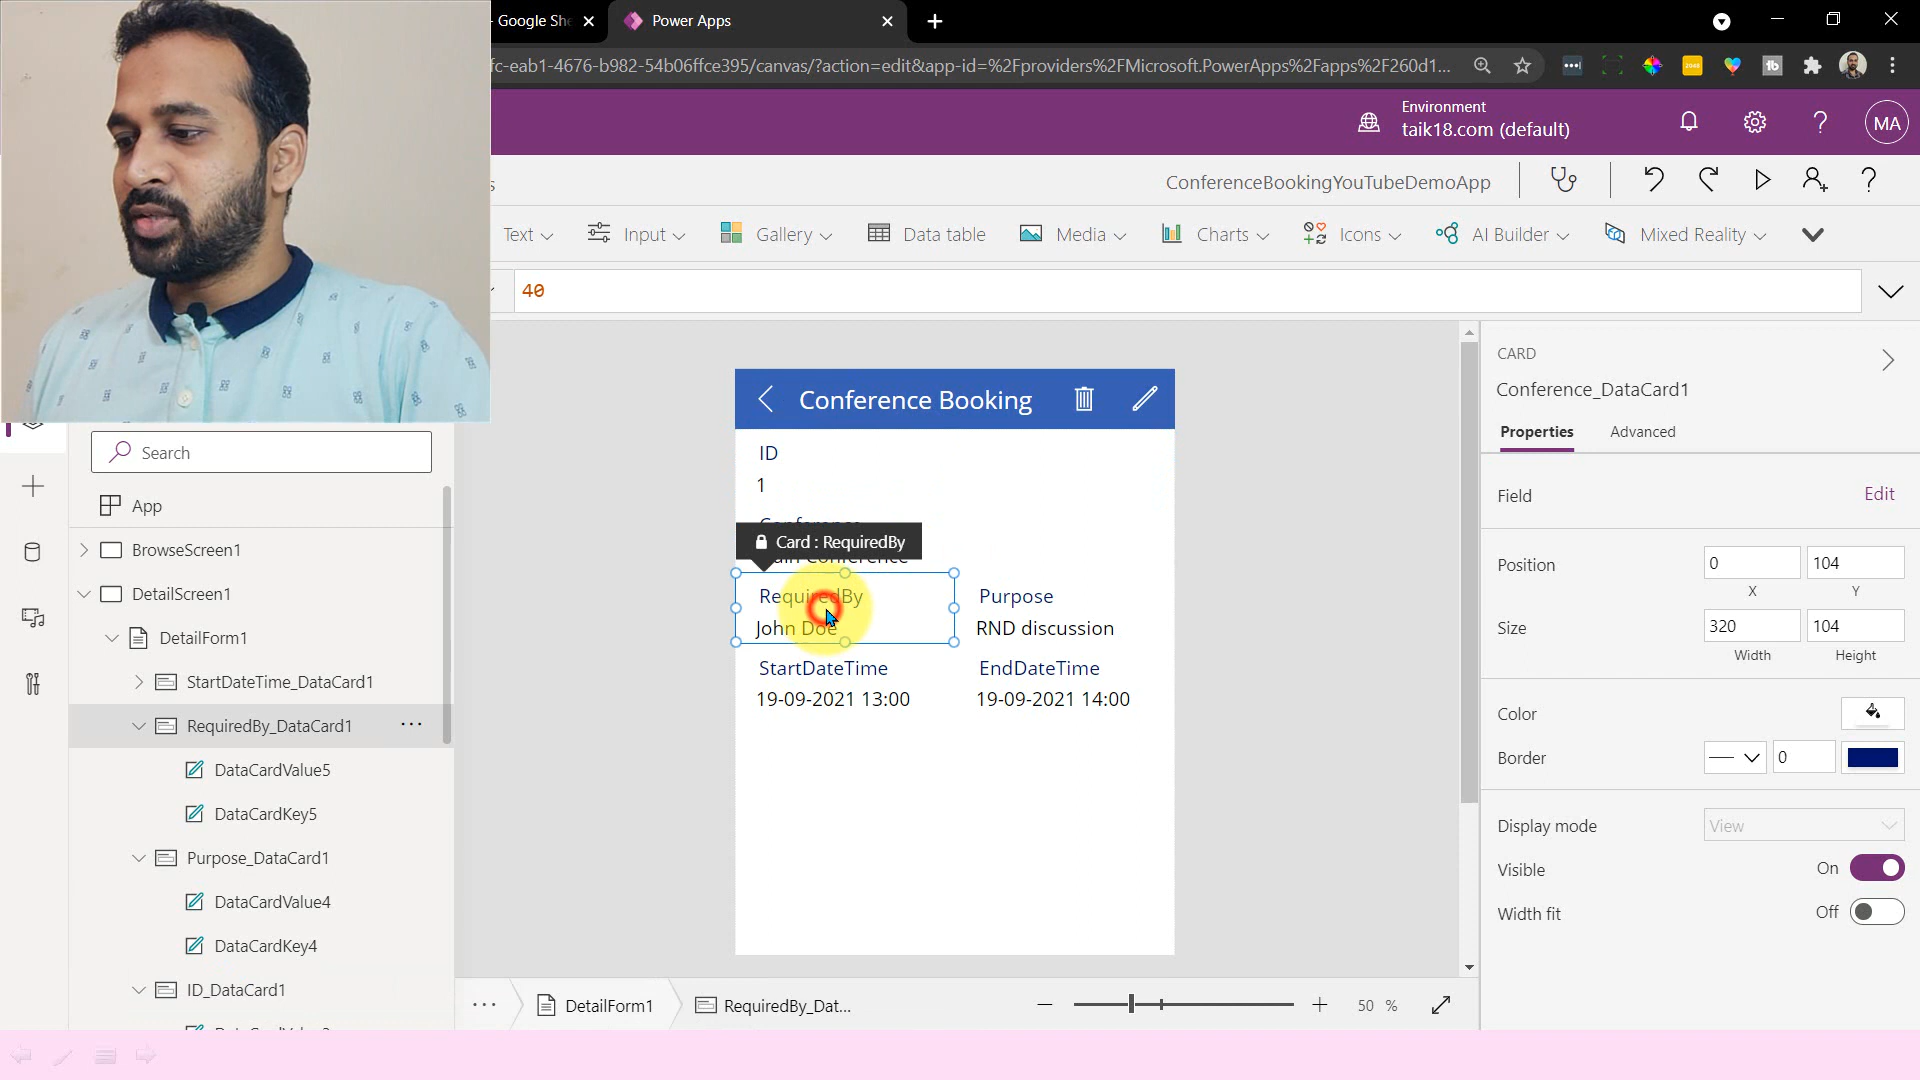 - Google She
Power Apps
fc-eab1-4676-b982-54b06ffce395/canvas/?action=edit&app-id=%2Fproviders%2FMicrosoft.PowerApps%2Fapps%2F260d1...
Environment
taik18.com (default)
MA
s
ConferenceBookingYouTubeDemoApp
Text
Input
Gallery
Data table
Media
Charts
Icons
AI Builder
Mixed Reality
40
Search
App
BrowseScreen1
DetailScreen1
DetailForm1
StartDateTime_DataCard1
RequiredBy_DataCard1
DataCardValue5
DataCardKey5
Purpose_DataCard1
DataCardValue4
DataCardKey4
ID_DataCard1
Conference Booking
ID
1
Card : RequiredBy
RequiredBy
John Doe
Purpose
RND discussion
StartDateTime
19-09-2021 13:00
EndDateTime
19-09-2021 14:00
DetailForm1
RequiredBy_Dat...
50 %
CARD
Conference_DataCard1
Properties
Advanced
Field
Edit
Position
0
104
X
Y
Size
320
104
Width
Height
Color
Border
0
Display mode
View
Visible
On
Width fit
Off